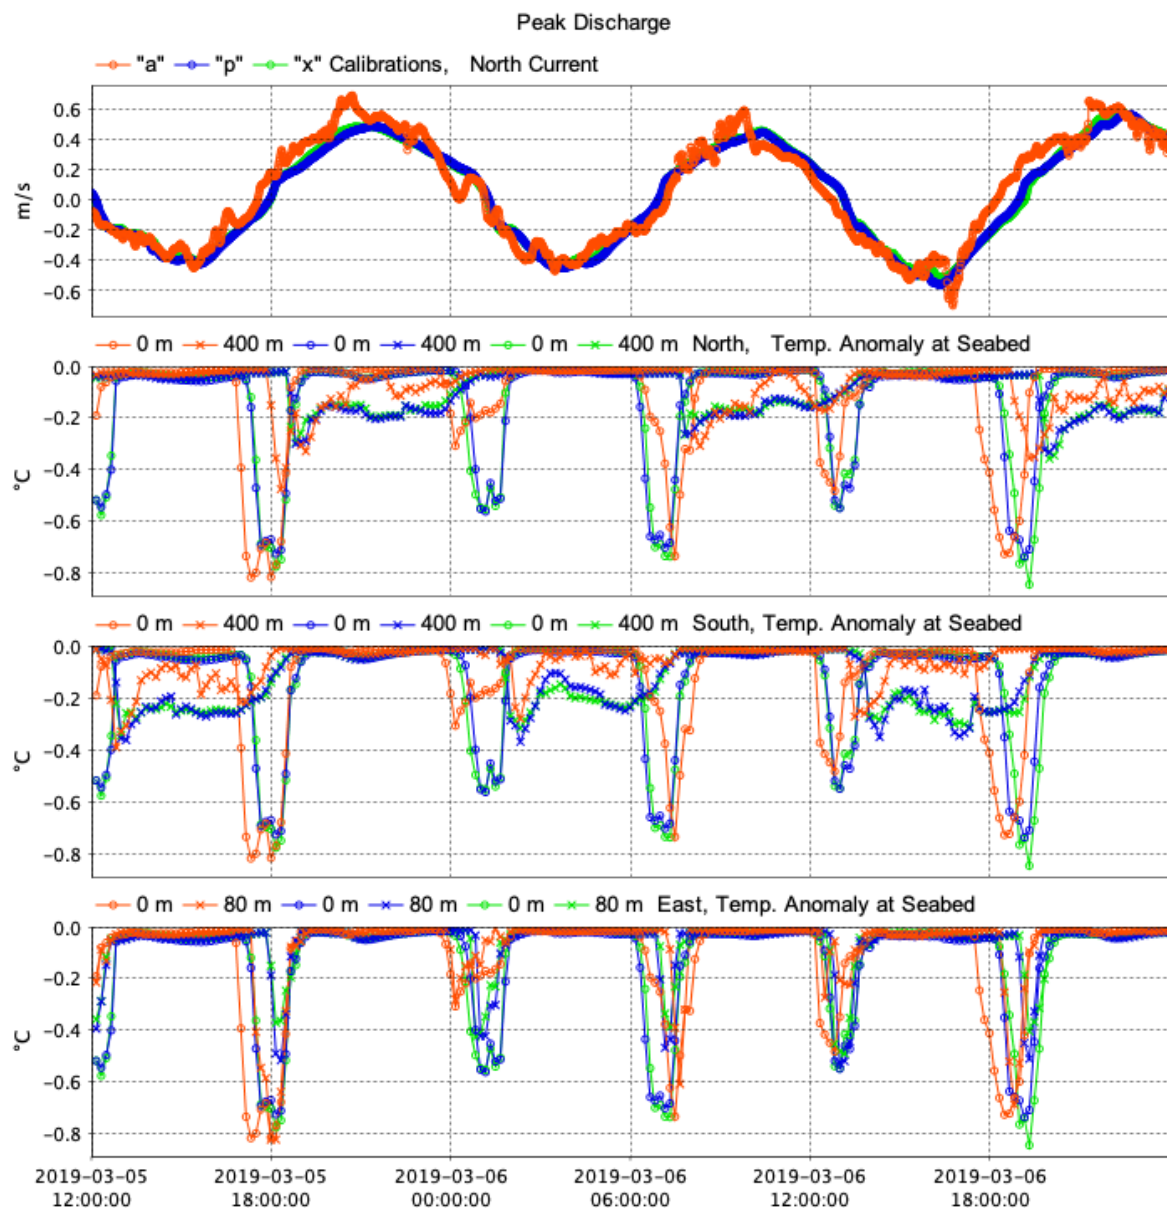 Peak Discharge
"a" "p" "x" Calibrations, North Current
0.6
0.4
0.2
0.0
−0.2
−0.4
−0.6
m/s
0 m 400 m 0 m 400 m 0 m 400 m North, Temp. Anomaly at Seabed
0.0
−0.2
−0.4
−0.6
−0.8
°C
0 m 400 m 0 m 400 m 0 m 400 m South, Temp. Anomaly at Seabed
0.0
−0.2
−0.4
−0.6
−0.8
°C
0 m 80 m 0 m 80 m 0 m 80 m East, Temp. Anomaly at Seabed
0.0
−0.2
−0.4
−0.6
−0.8
°C
2019−03−05 2019−03−05 2019−03−06 2019−03−06 2019−03−06 2019−03−06
12:00:00 18:00:00 00:00:00 06:00:00 12:00:00 18:00:00